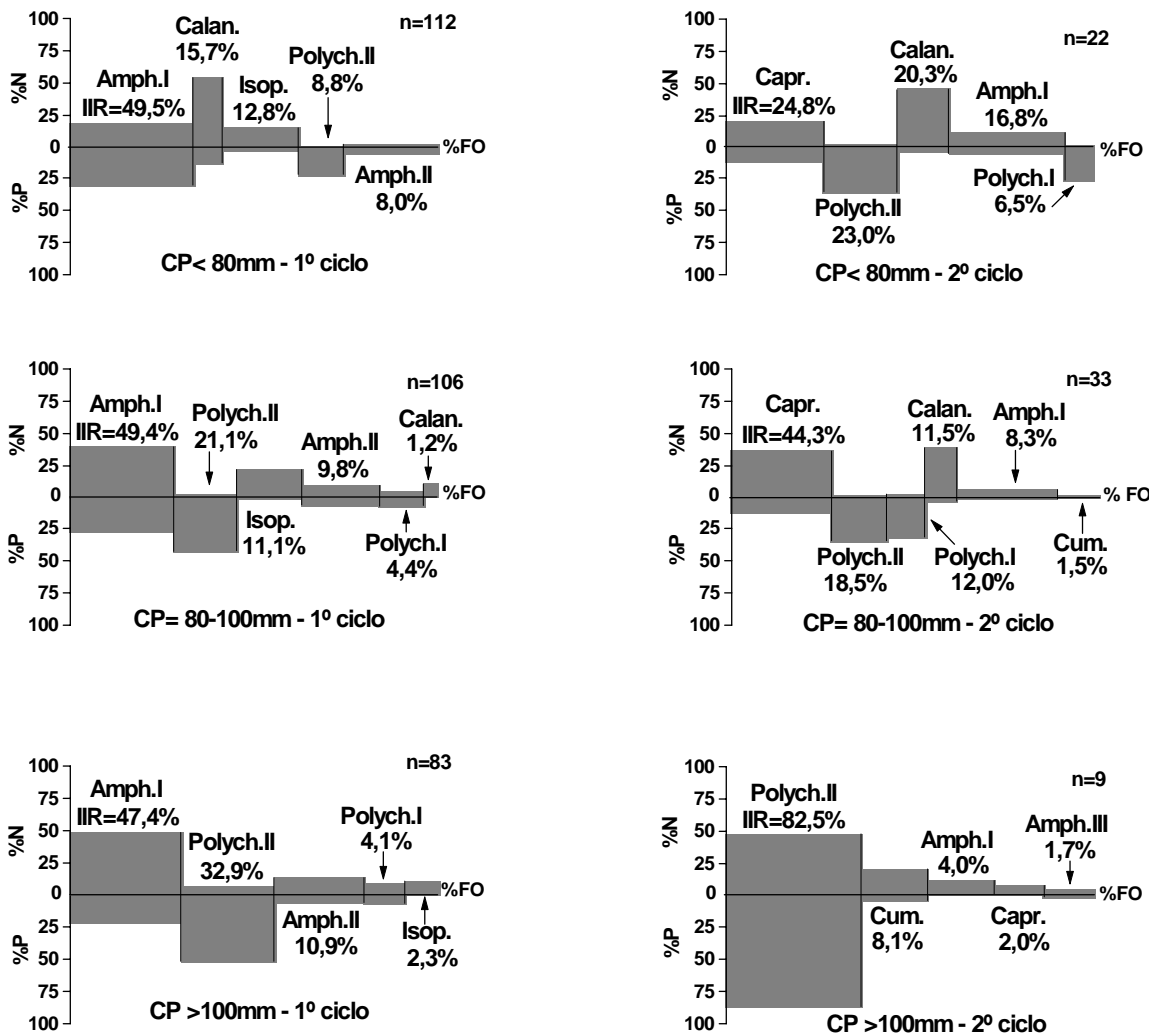 100
75
50
25
0
25
50
75
100
%N
%P
Calan.
15,7%
n=112
Polych.II
8,8%
Amph.I
IIR=49,5%
Isop.
12,8%
%FO
Amph.II
8,0%
CP< 80mm - 1º ciclo
100
75
50
25
0
25
50
75
100
%N
%P
n=22
Calan.
20,3%
Capr.
IIR=24,8%
Amph.I
16,8%
%FO
Polych.I
6,5%
Polych.II
23,0%
CP< 80mm - 2º ciclo
100
75
50
25
0
25
50
75
100
%N
%P
n=106
Amph.I
IIR=49,4%
Polych.II
21,1%
Calan.
1,2%
Amph.II
9,8%
%FO
Isop.
11,1%
Polych.I
4,4%
CP= 80-100mm - 1º ciclo
100
75
50
25
0
25
50
75
100
%N
%P
n=33
Capr.
IIR=44,3%
Calan.
11,5%
Amph.I
8,3%
% FO
Polych.II
18,5%
Polych.I
12,0%
Cum.
1,5%
CP= 80-100mm - 2º ciclo
100
75
50
25
0
25
50
75
100
%N
%P
n=83
Amph.I
IIR=47,4%
Polych.II
32,9%
Polych.I
4,1%
%FO
Amph.II
10,9%
Isop.
2,3%
CP >100mm - 1º ciclo
100
75
50
25
0
25
50
75
100
%N
%P
n=9
Polych.II
IIR=82,5%
Amph.I
4,0%
Amph.III
1,7%
%FO
Cum.
8,1%
Capr.
2,0%
CP >100mm - 2º ciclo